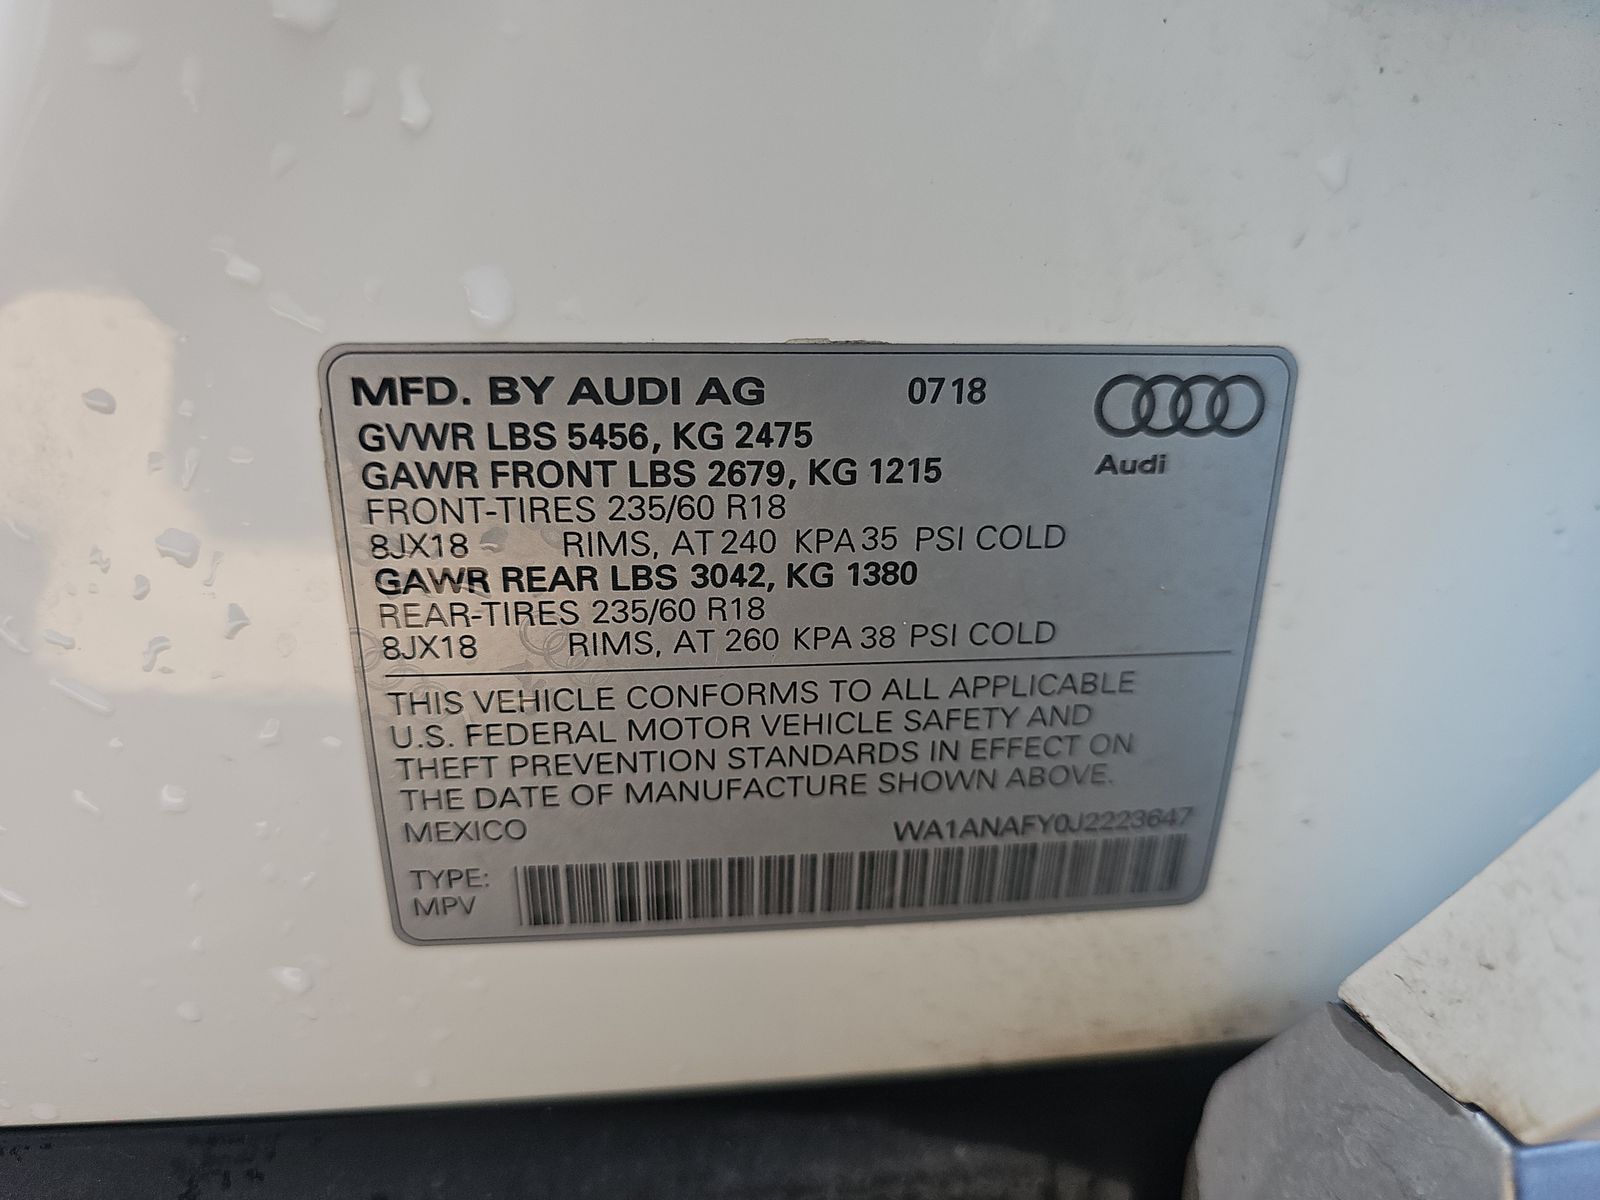 MFD. BY AUDI AG 0718
GVWR LBS 5456, KG 2475
GAWR FRONT LBS 2679, KG 1215
Audi
FRONT-TIRES 235/60 R18
8JX18 RIMS, AT 240 KPA 35 PSI COLD
GAWR REAR LBS 3042, KG 1380
REAR-TIRES 235/60 R18
8JX18 RIMS, AT 260 KPA 38 PSI COLD
THIS VEHICLE CONFORMS TO ALL APPLICABLE
U.S. FEDERAL MOTOR VEHICLE SAFETY AND
THEFT PREVENTION STANDARDS IN EFFECT ON
THE DATE OF MANUFACTURE SHOWN ABOVE.
MEXICO WA1ANAFY0J2223647
TYPE:
MPV